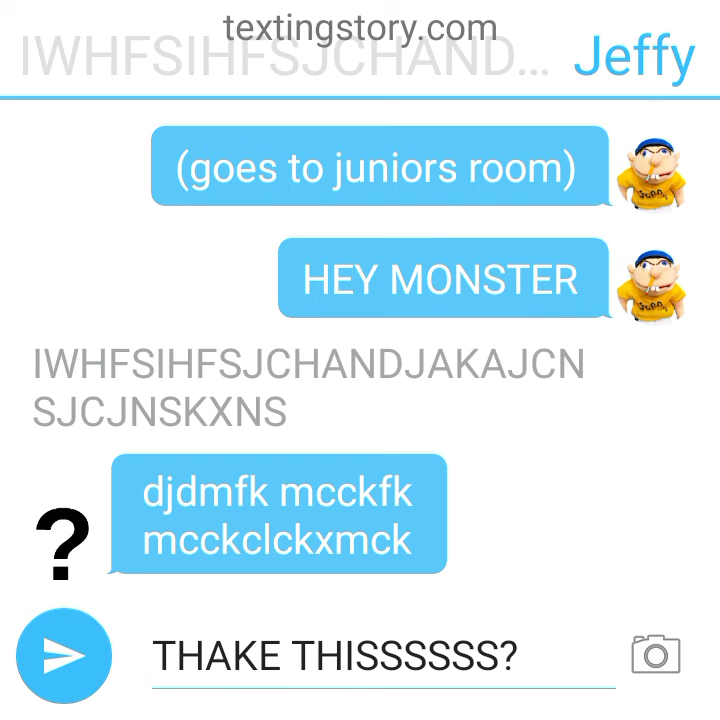 textingstory.com
IWHFSIHFSJCHAND... Jeffy
(goes to juniors room)
HEY MONSTER
IWHFSIHFSJCHANDJAKAJCN
SJCJNSKXNS
djdmfk mcckfk
mcckclckxmck
?
THAKE THISSSSSS?